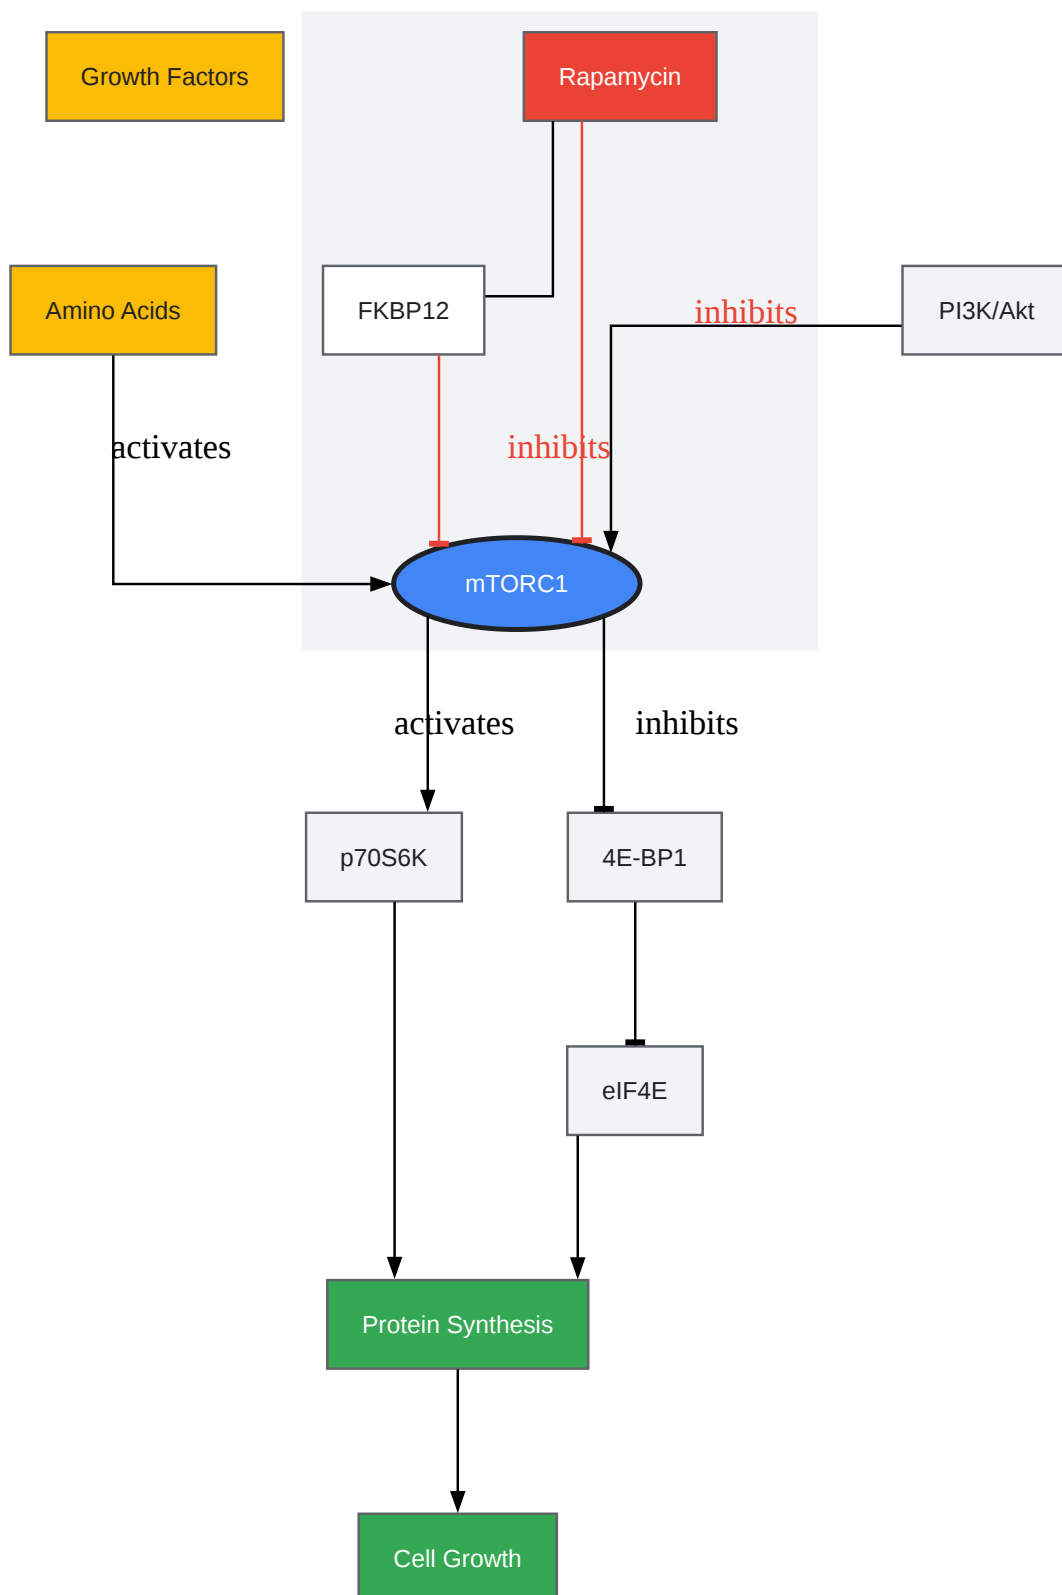 Growth Factors
Rapamycin
Amino Acids
FKBP12
inhibits
PI3K/Akt
activates
inhibits
mTORC1
activates
inhibits
p70S6K
4E-BP1
eIF4E
Protein Synthesis
Cell Growth